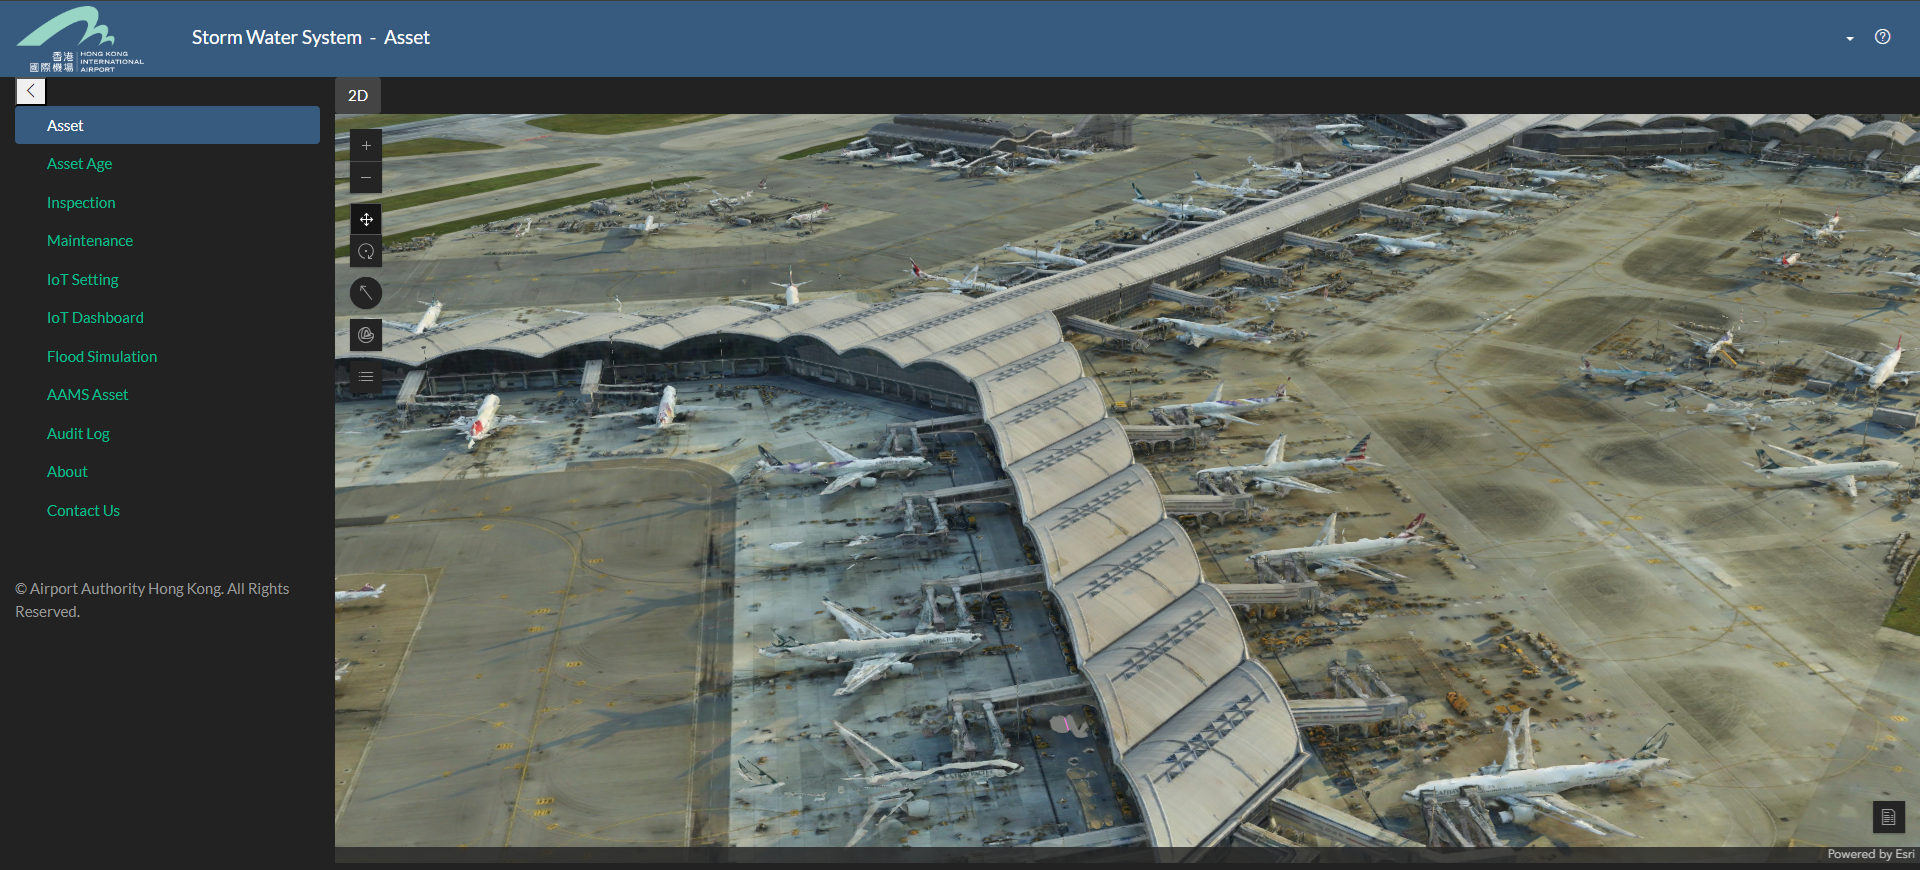 香港
國際機場
HONG KONG
INTERNATIONAL
AIRPORT
Storm Water System - Asset
2D
Asset
Asset Age
Inspection
Maintenance
IoT Setting
IoT Dashboard
Flood Simulation
AAMS Asset
Audit Log
About
Contact Us
© Airport Authority Hong Kong. All Rights
Reserved.
Powered by Esri